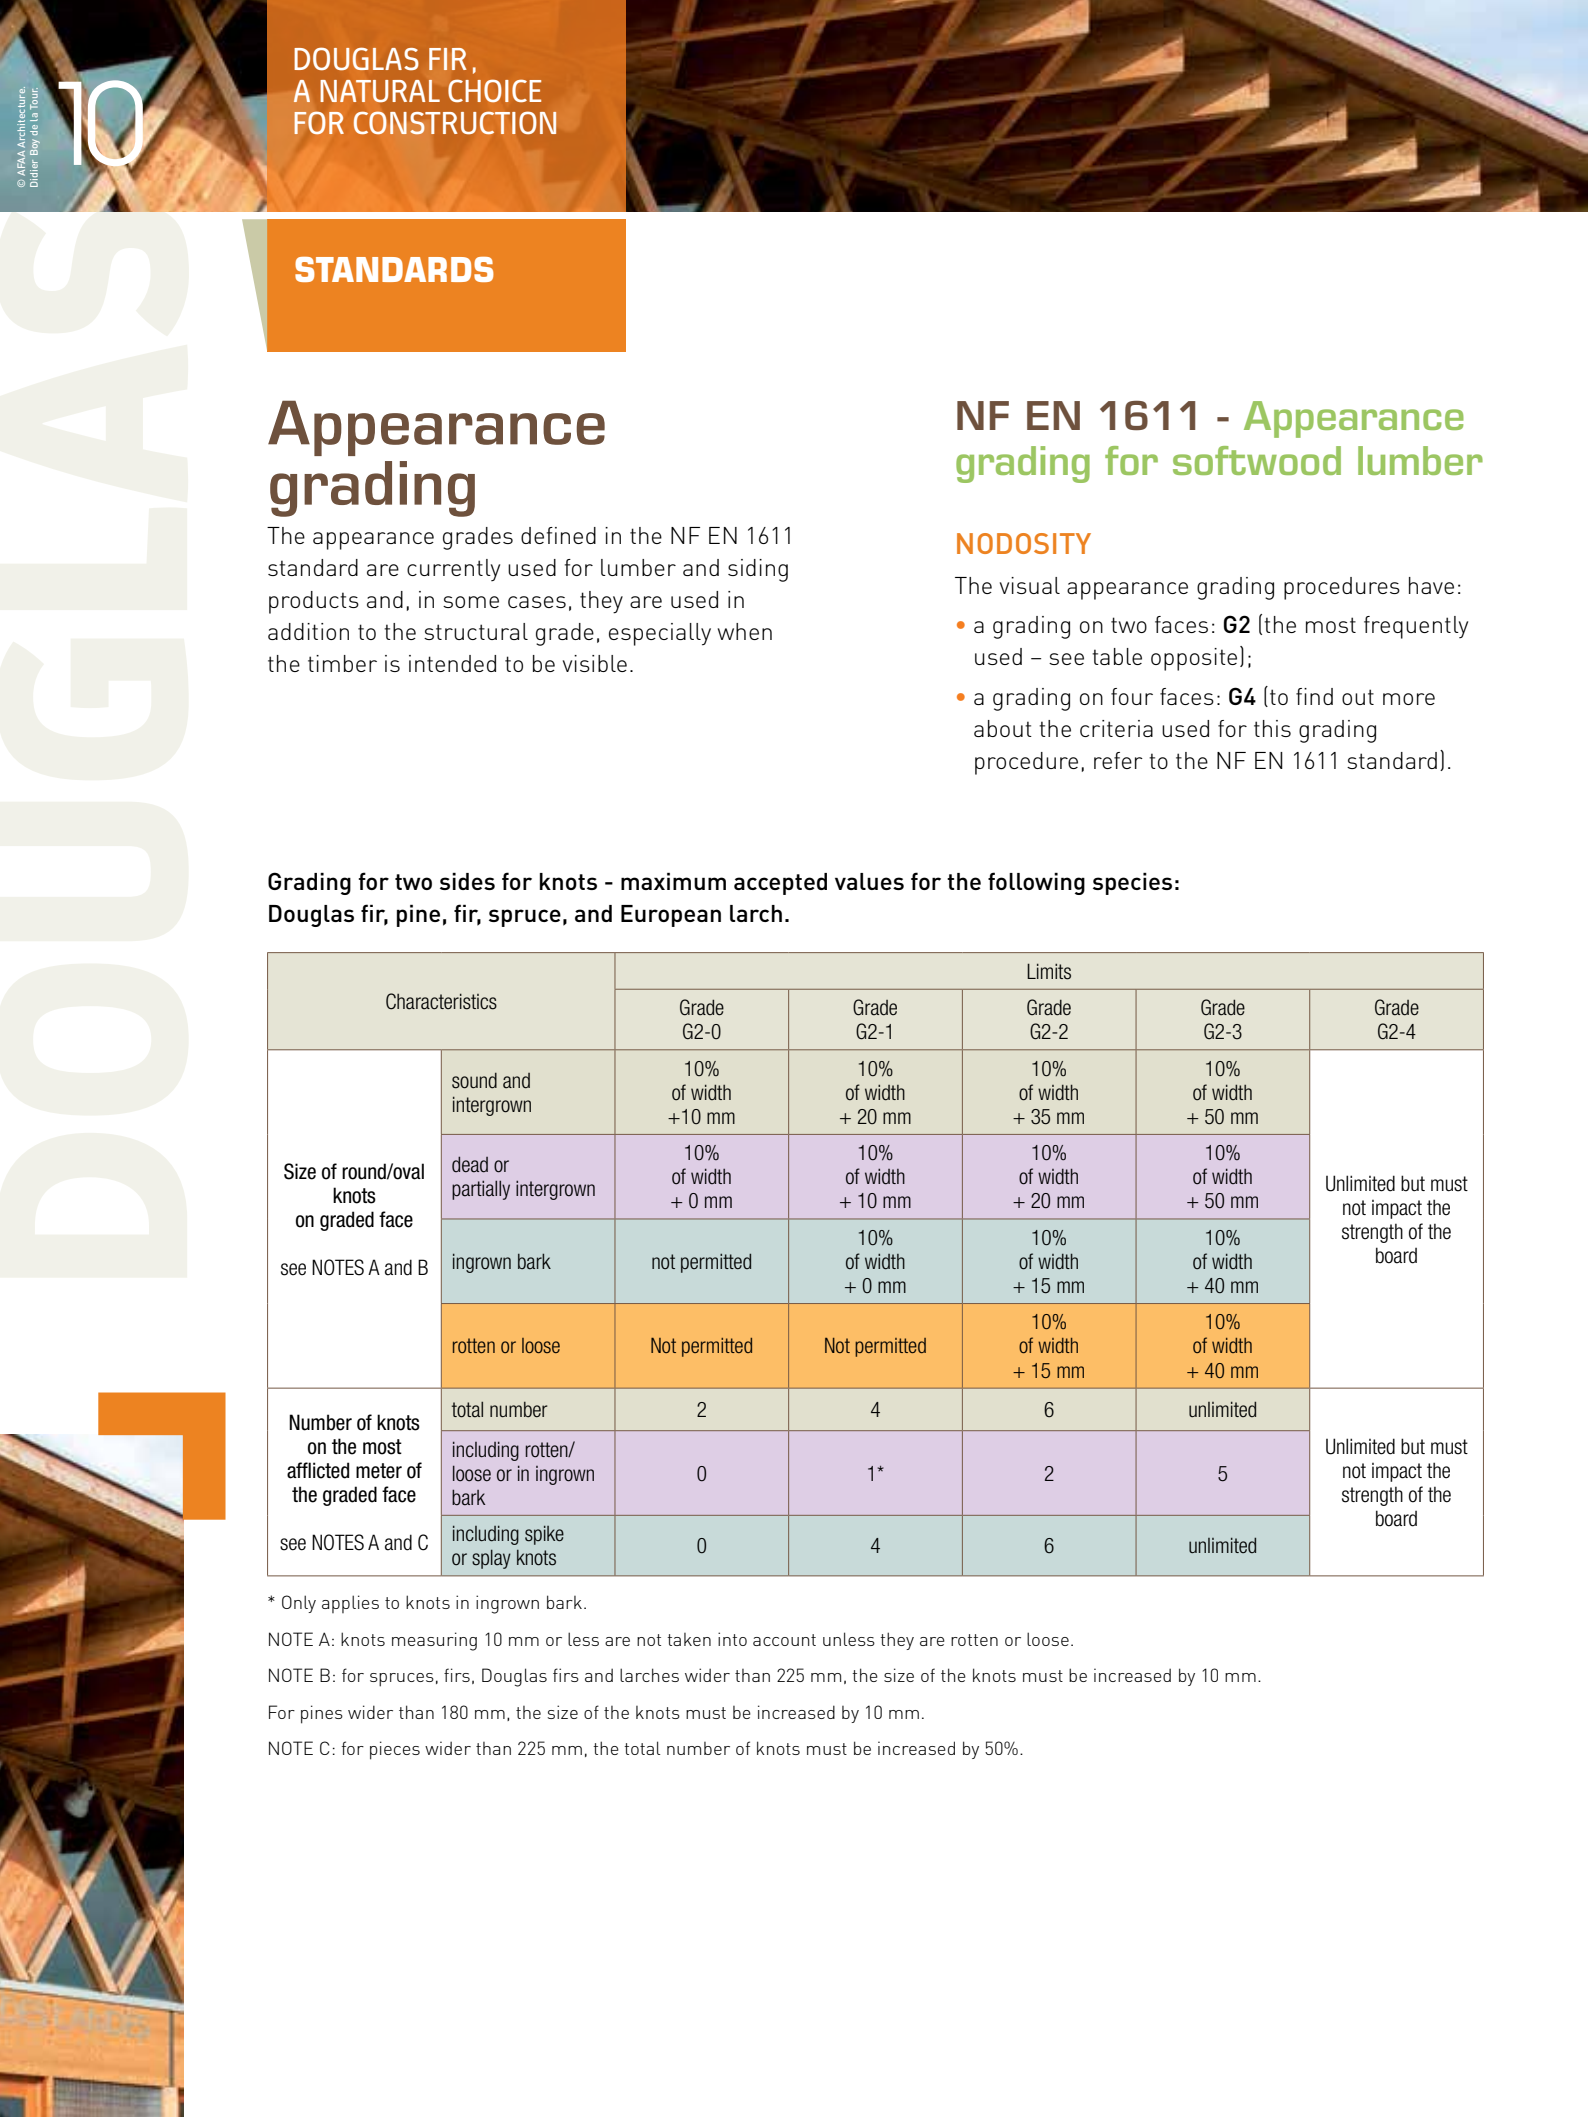 © AFAA Architecture.
Didier Boy de la Tour.
10
DOUGLAS FIR,
A NATURAL CHOICE
FOR CONSTRUCTION
DOUGLAS
STANDARDS
Appearance
grading
The appearance grades defined in the NF EN 1611
standard are currently used for lumber and siding
products and, in some cases, they are used in
addition to the structural grade, especially when
the timber is intended to be visible.
NF EN 1611 - Appearance
grading for softwood lumber
NODOSITY
The visual appearance grading procedures have:
• a grading on two faces: G2 (the most frequently
used – see table opposite);
• a grading on four faces: G4 (to find out more
about the criteria used for this grading
procedure, refer to the NF EN 1611 standard).
Grading for two sides for knots - maximum accepted values for the following species:
Douglas fir, pine, fir, spruce, and European larch.
Characteristics
Limits
Grade
G2-0
Grade
G2-1
Grade
G2-2
Grade
G2-3
Grade
G2-4
Size of round/oval
knots
on graded face
see NOTES A and B
sound and
intergrown
10%
of width
+10 mm
10%
of width
+ 20 mm
10%
of width
+ 35 mm
10%
of width
+ 50 mm
Unlimited but must
not impact the
strength of the
board
dead or
partially intergrown
10%
of width
+ 0 mm
10%
of width
+ 10 mm
10%
of width
+ 20 mm
10%
of width
+ 50 mm
ingrown bark
not permitted
10%
of width
+ 0 mm
10%
of width
+ 15 mm
10%
of width
+ 40 mm
rotten or loose
Not permitted
Not permitted
10%
of width
+ 15 mm
10%
of width
+ 40 mm
Number of knots
on the most
afflicted meter of
the graded face
see NOTES A and C
total number
2
4
6
unlimited
Unlimited but must
not impact the
strength of the
board
including rotten/
loose or in ingrown
bark
0
1*
2
5
including spike
or splay knots
0
4
6
unlimited
* Only applies to knots in ingrown bark.
NOTE A: knots measuring 10 mm or less are not taken into account unless they are rotten or loose.
NOTE B: for spruces, firs, Douglas firs and larches wider than 225 mm, the size of the knots must be increased by 10 mm.
For pines wider than 180 mm, the size of the knots must be increased by 10 mm.
NOTE C: for pieces wider than 225 mm, the total number of knots must be increased by 50%.